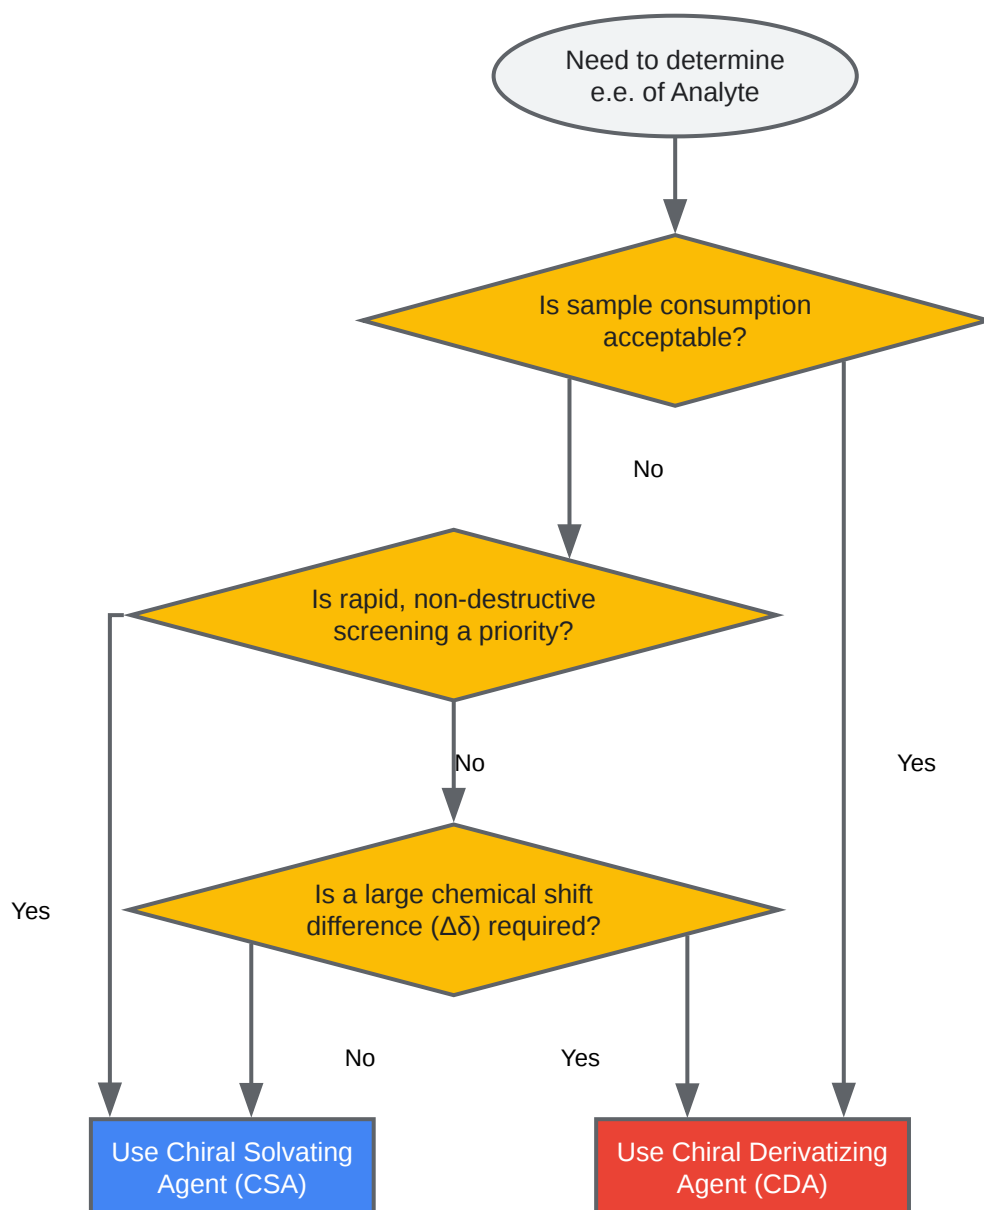 Need to determine
e.e. of Analyte
Is sample consumption
acceptable?
No
Is rapid, non-destructive
screening a priority?
No
Yes
Is a large chemical shift
difference (Δδ) required?
Yes
No
Yes
Use Chiral Solvating
Agent (CSA)
Use Chiral Derivatizing
Agent (CDA)